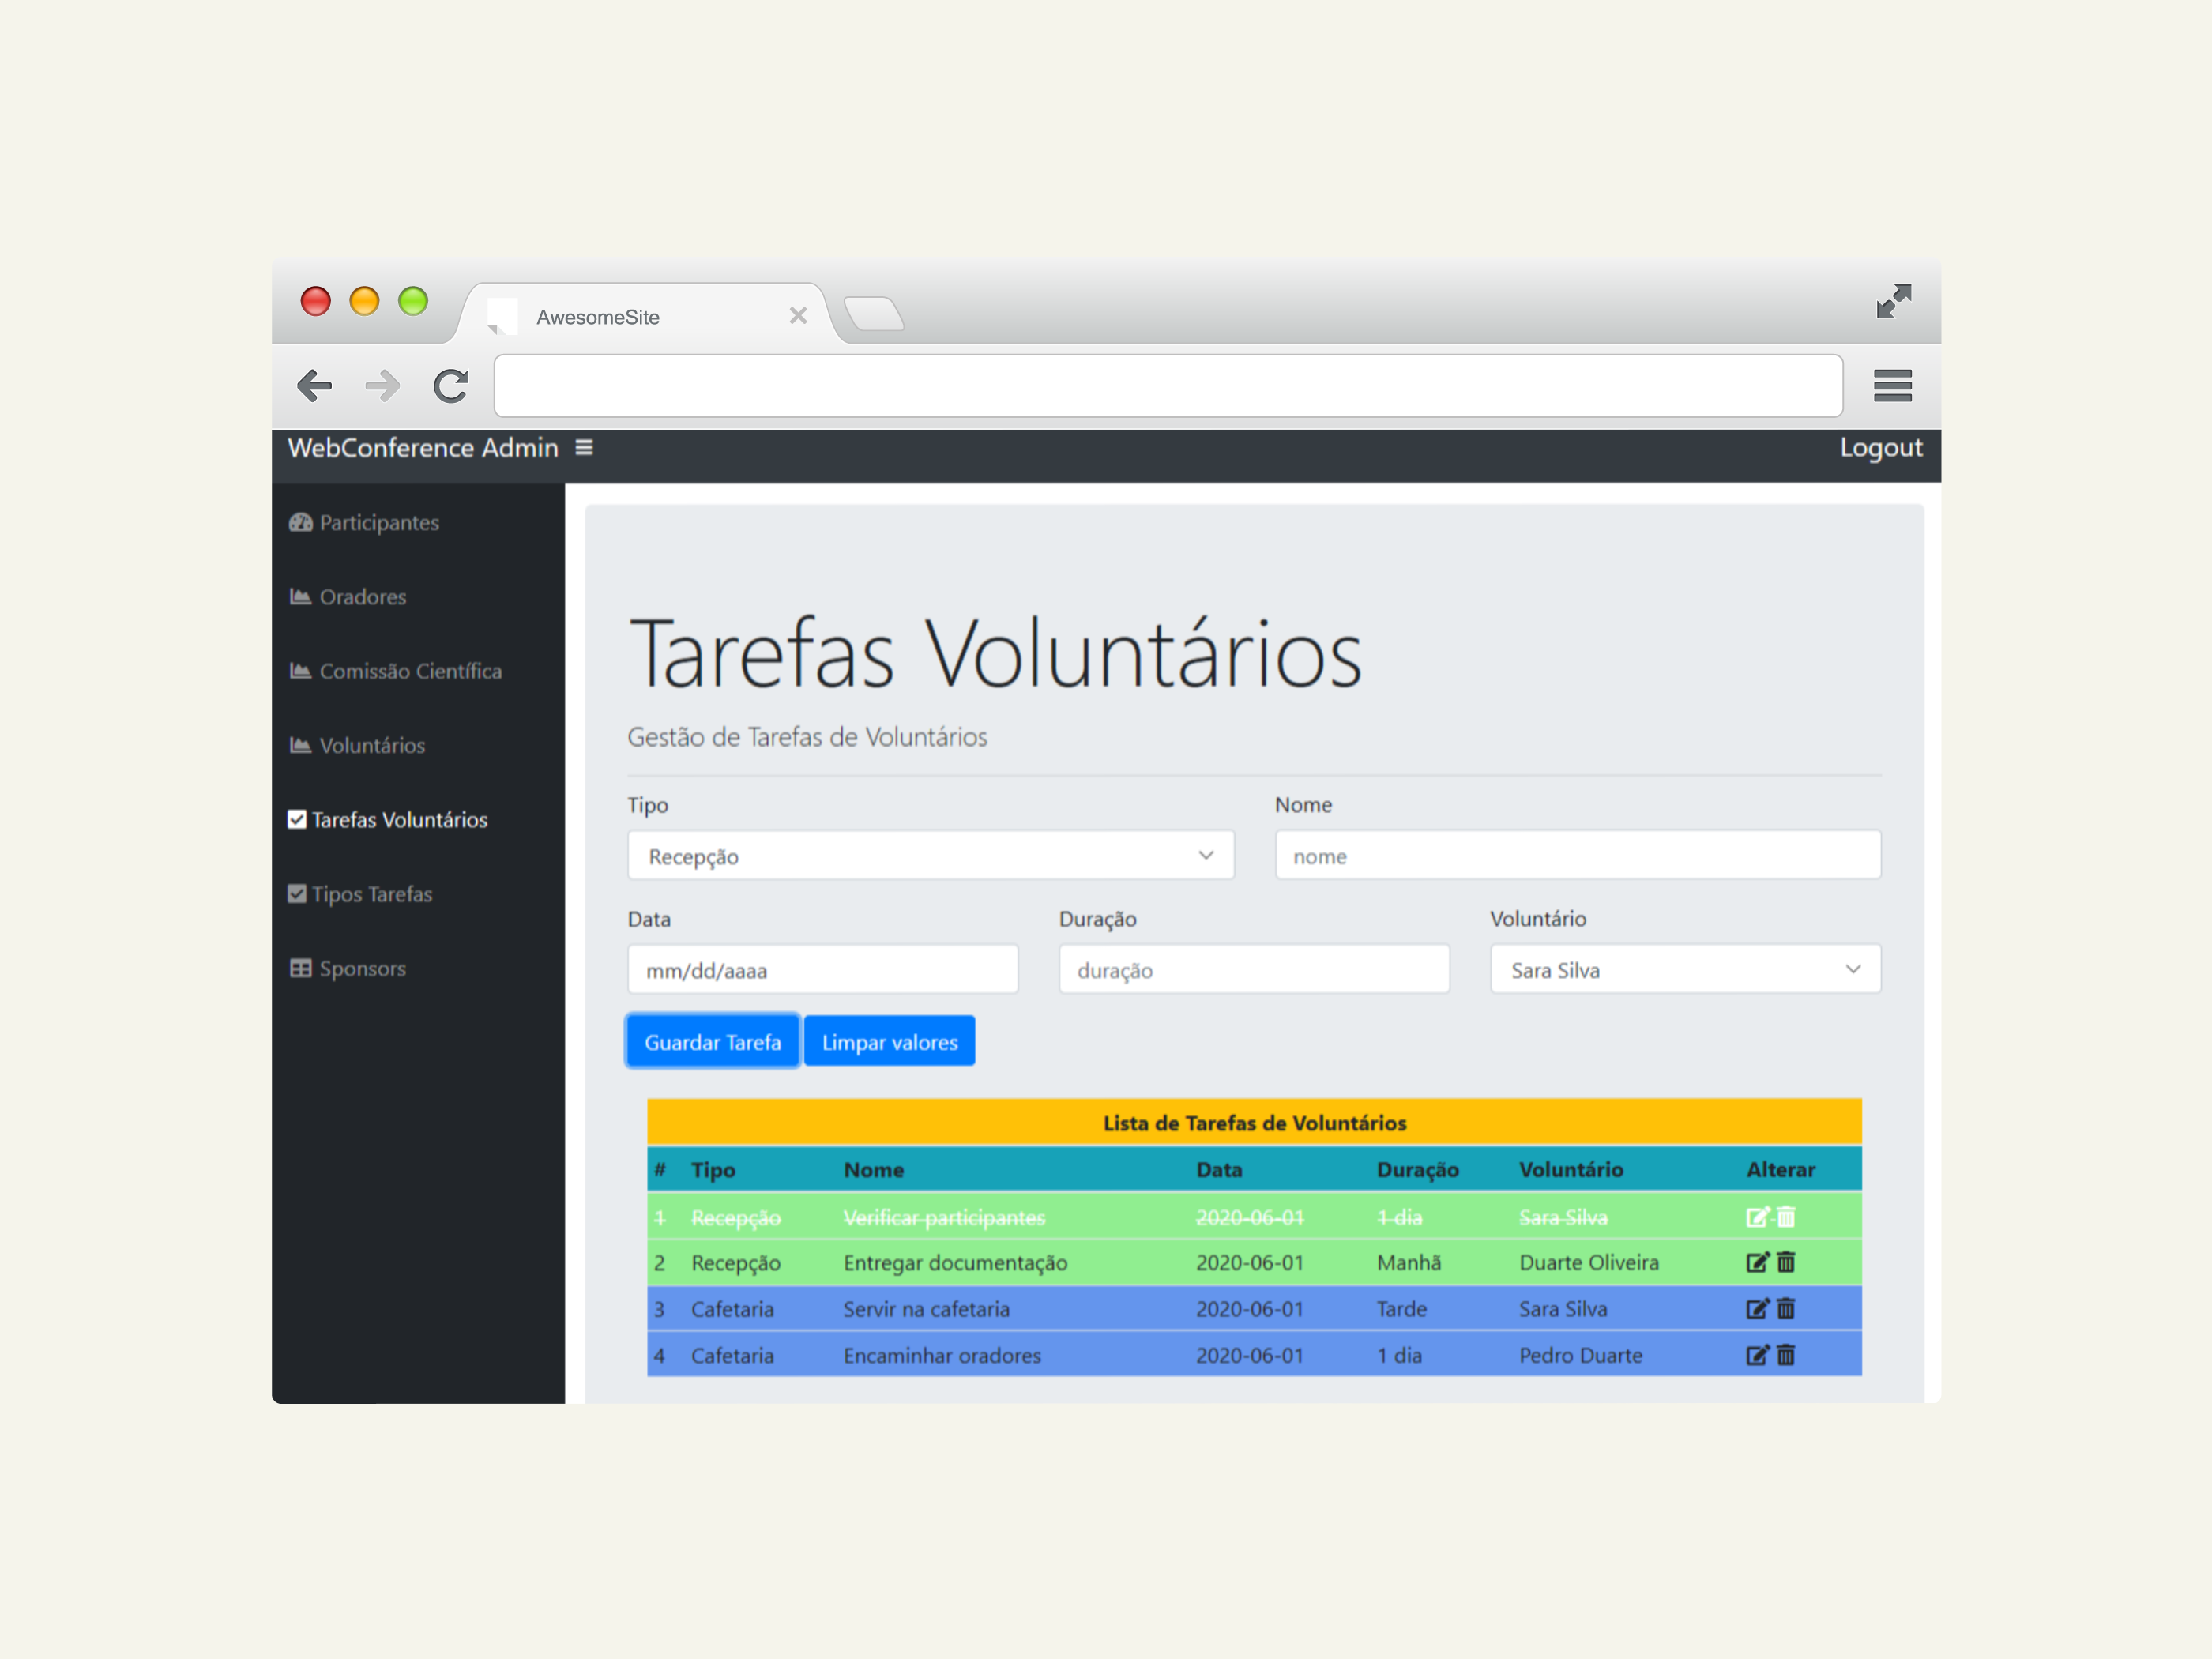 AwesomeSite
WebConference Admin
Logout
Participantes
Oradores
Comissão Científica
Voluntários
Tarefas Voluntários
Tipos Tarefas
Sponsors
Tarefas Voluntários
Gestão de Tarefas de Voluntários
Tipo Nome
Recepção nome
Data Duração Voluntário
mm/dd/aaaa duração Sara Silva
Guardar Tarefa Limpar valores
Lista de Tarefas de Voluntários
# Tipo Nome Data Duração Voluntário Alterar
1 Recepção Verificar participantes 2020-06-01 1 dia Sara Silva
2 Recepção Entregar documentação 2020-06-01 Manhã Duarte Oliveira
3 Cafetaria Servir na cafetaria 2020-06-01 Tarde Sara Silva
4 Cafetaria Encaminhar oradores 2020-06-01 1 dia Pedro Duarte